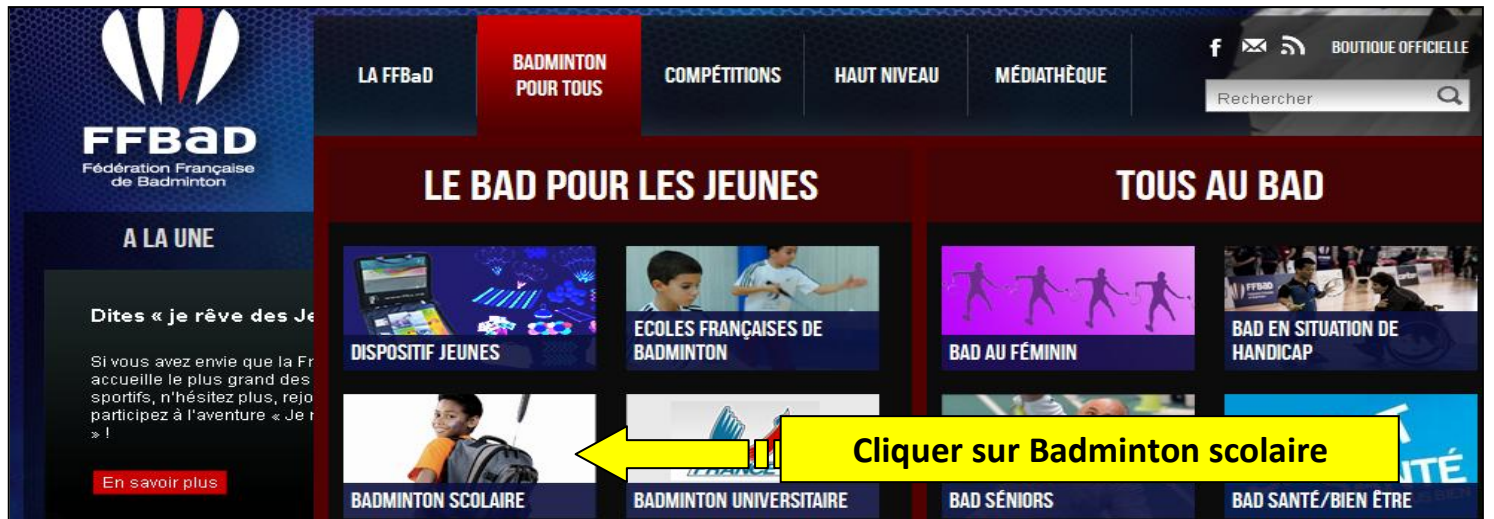 LA FFBaD
BADMINTON
POUR TOUS
COMPÉTITIONS
HAUT NIVEAU
MÉDIATHÈQUE
f
BOUTIQUE OFFICIELLE
Rechercher
FFBaD
Fédération Française
de Badminton
A LA UNE
Dites « je rêve des Je
Si vous avez envie que la Fr
accueille le plus grand des
sportifs, n'hésitez plus, rejo
participez à l'aventure « Je r
» !
En savoir plus
LE BAD POUR LES JEUNES
DISPOSITIF JEUNES
ECOLES FRANÇAISES DE
BADMINTON
BADMINTON SCOLAIRE
FRANCE
BADMINTON UNIVERSITAIRE
TOUS AU BAD
BAD AU FÉMININ
FFBaD
BAD EN SITUATION DE
HANDICAP
Cliquer sur Badminton scolaire
BAD SÉNIORS
BAD SANTÉ/BIEN ÊTRE